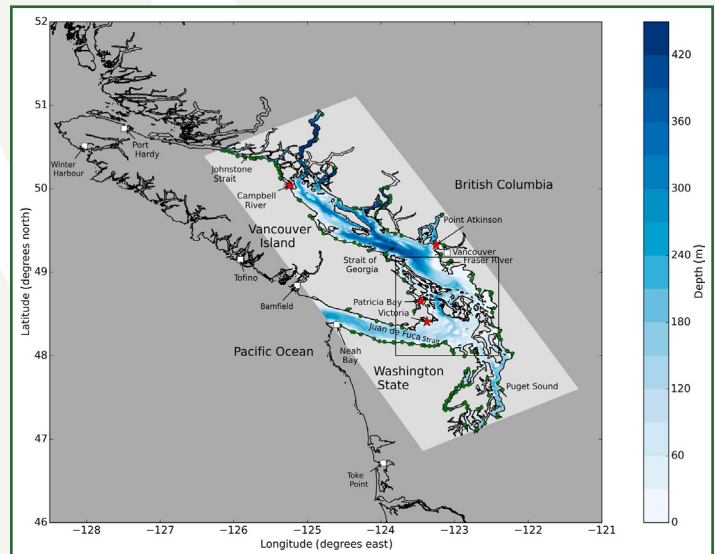 52
51
50
49
48
47
46
Latitude (degrees north)
−128
−127
−126
−125
−124
−123
−122
−121
Longitude (degrees east)
Winter
Harbour
Port
Hardy
Johnstone
Strait
Campbell
River
Vancouver
Island
British Columbia
Point Atkinson
Vancouver
Fraser River
Strait of
Georgia
Tofino
Bamfield
Patricia Bay
Victoria
Juan de Fuca Strait
Pacific Ocean
Neah
Bay
Washington
State
Puget Sound
Toke
Point
420
360
300
240
180
120
60
0
Depth (m)